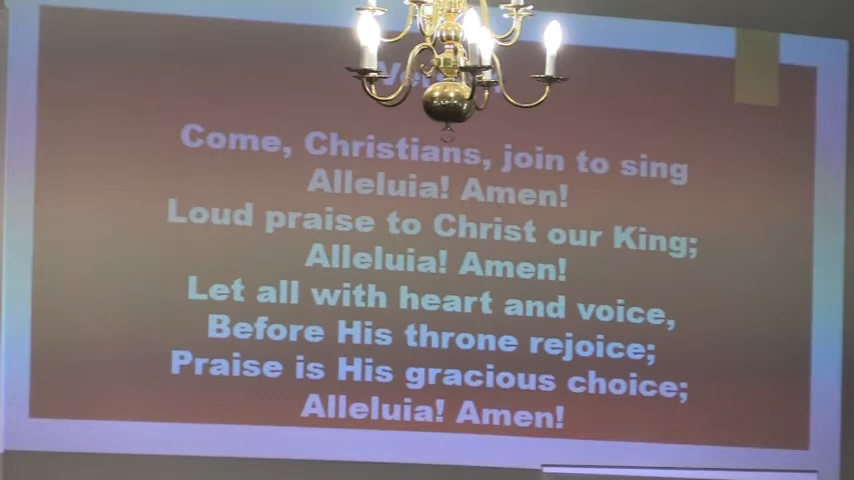 Come, Christians, join to sing
Alleluia! Amen!
Loud praise to Christ our King;
Alleluia! Amen!
Let all with heart and voice,
Before His throne rejoice;
Praise is His gracious choice;
Alleluia! Amen!